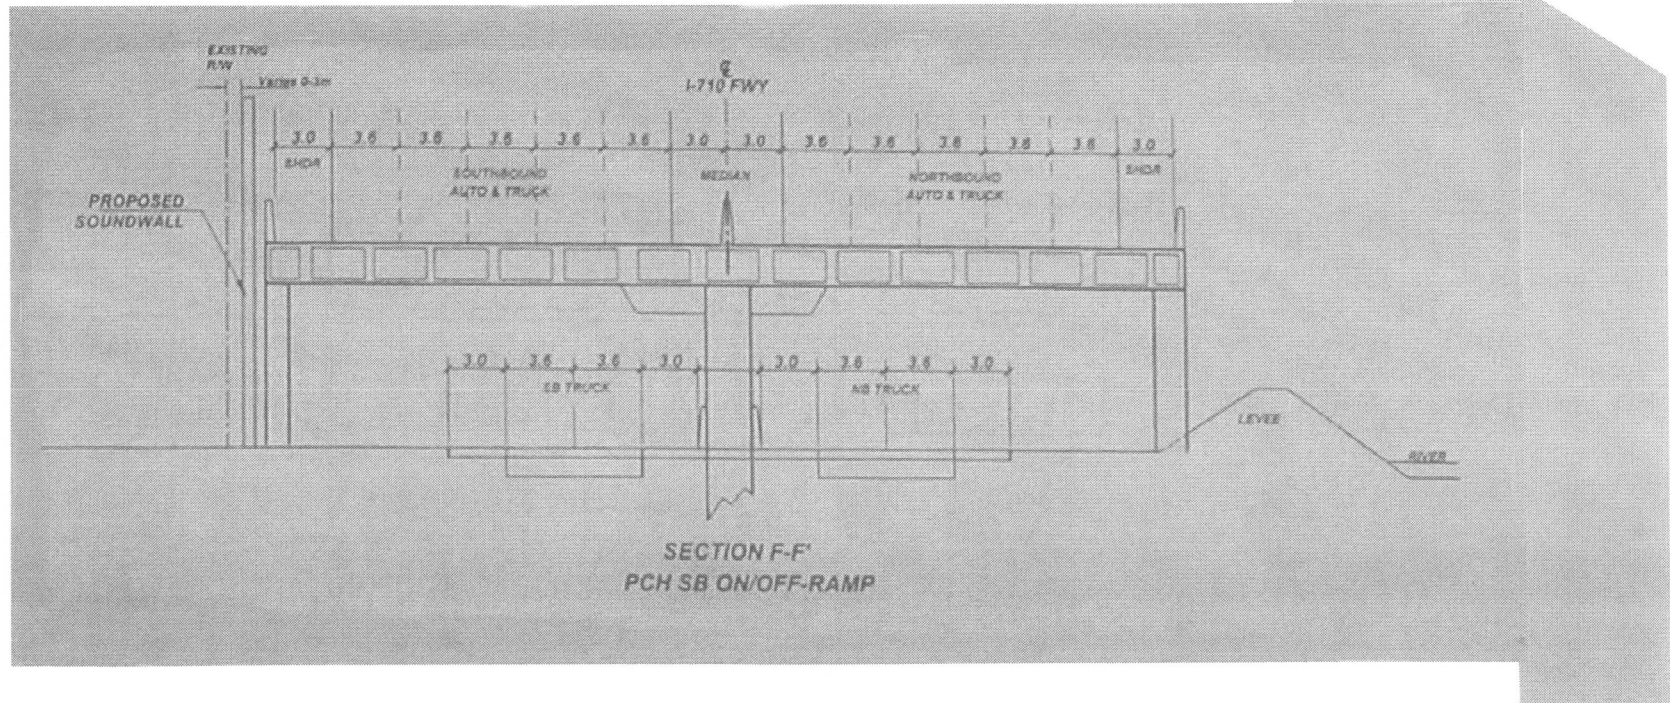 EXISTING
R/W
Varies 0-3m
℄
I-710 FWY
3.0 3.6 3.6 3.6 3.6 3.6 3.0 3.0 3.6 3.6 3.6 3.6 3.6 3.0
SHDR
SOUTHBOUND
AUTO & TRUCK
MEDIAN
NORTHBOUND
AUTO & TRUCK
SHDR
PROPOSED
SOUNDWALL
3.0 3.6 3.6 3.0 3.0 3.6 3.6 3.0
SB TRUCK
NB TRUCK
LEVEE
RIVER
SECTION F-F'
PCH SB ON/OFF-RAMP